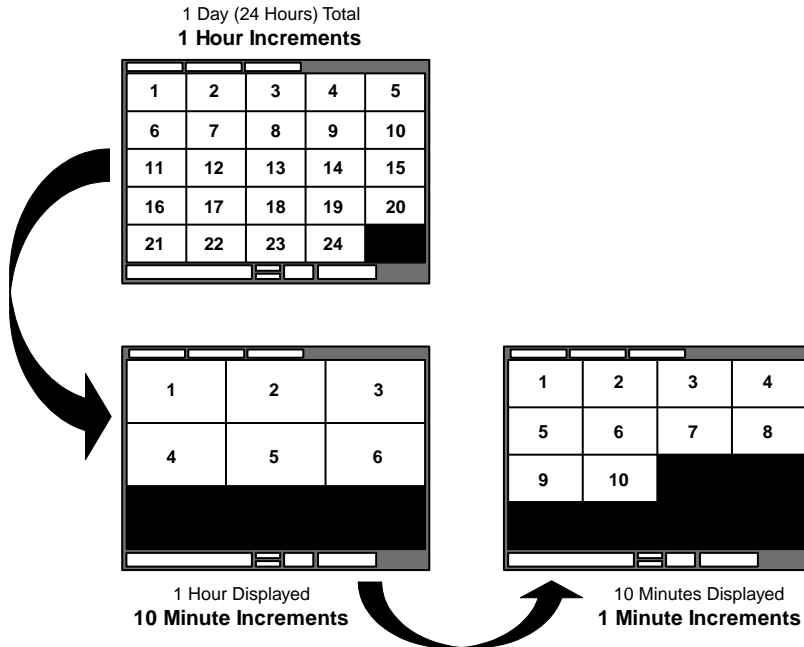 1 Day (24 Hours) Total
1 Hour Increments
1 2 3 4 5
6 7 8 9 10
11 12 13 14 15
16 17 18 19 20
21 22 23 24
1 2 3
4 5 6
1 Hour Displayed
10 Minute Increments
1 2 3 4
5 6 7 8
9 10
10 Minutes Displayed
1 Minute Increments